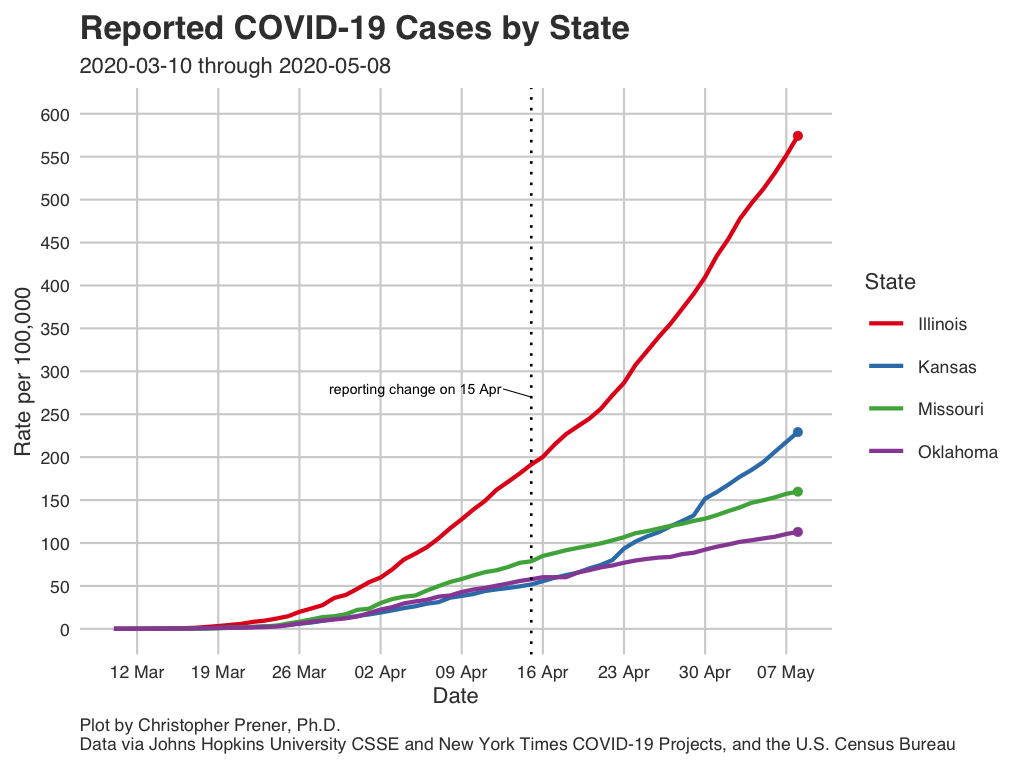 Reported COVID-19 Cases by State
2020-03-10 through 2020-05-08
600
550
500
450
400
350
300
250
200
150
100
50
0
Rate per 100,000
reporting change on 15 Apr
12 Mar
19 Mar
26 Mar
02 Apr
09 Apr
16 Apr
23 Apr
30 Apr
07 May
Date
State
Illinois
Kansas
Missouri
Oklahoma
Plot by Christopher Prener, Ph.D.
Data via Johns Hopkins University CSSE and New York Times COVID-19 Projects, and the U.S. Census Bureau